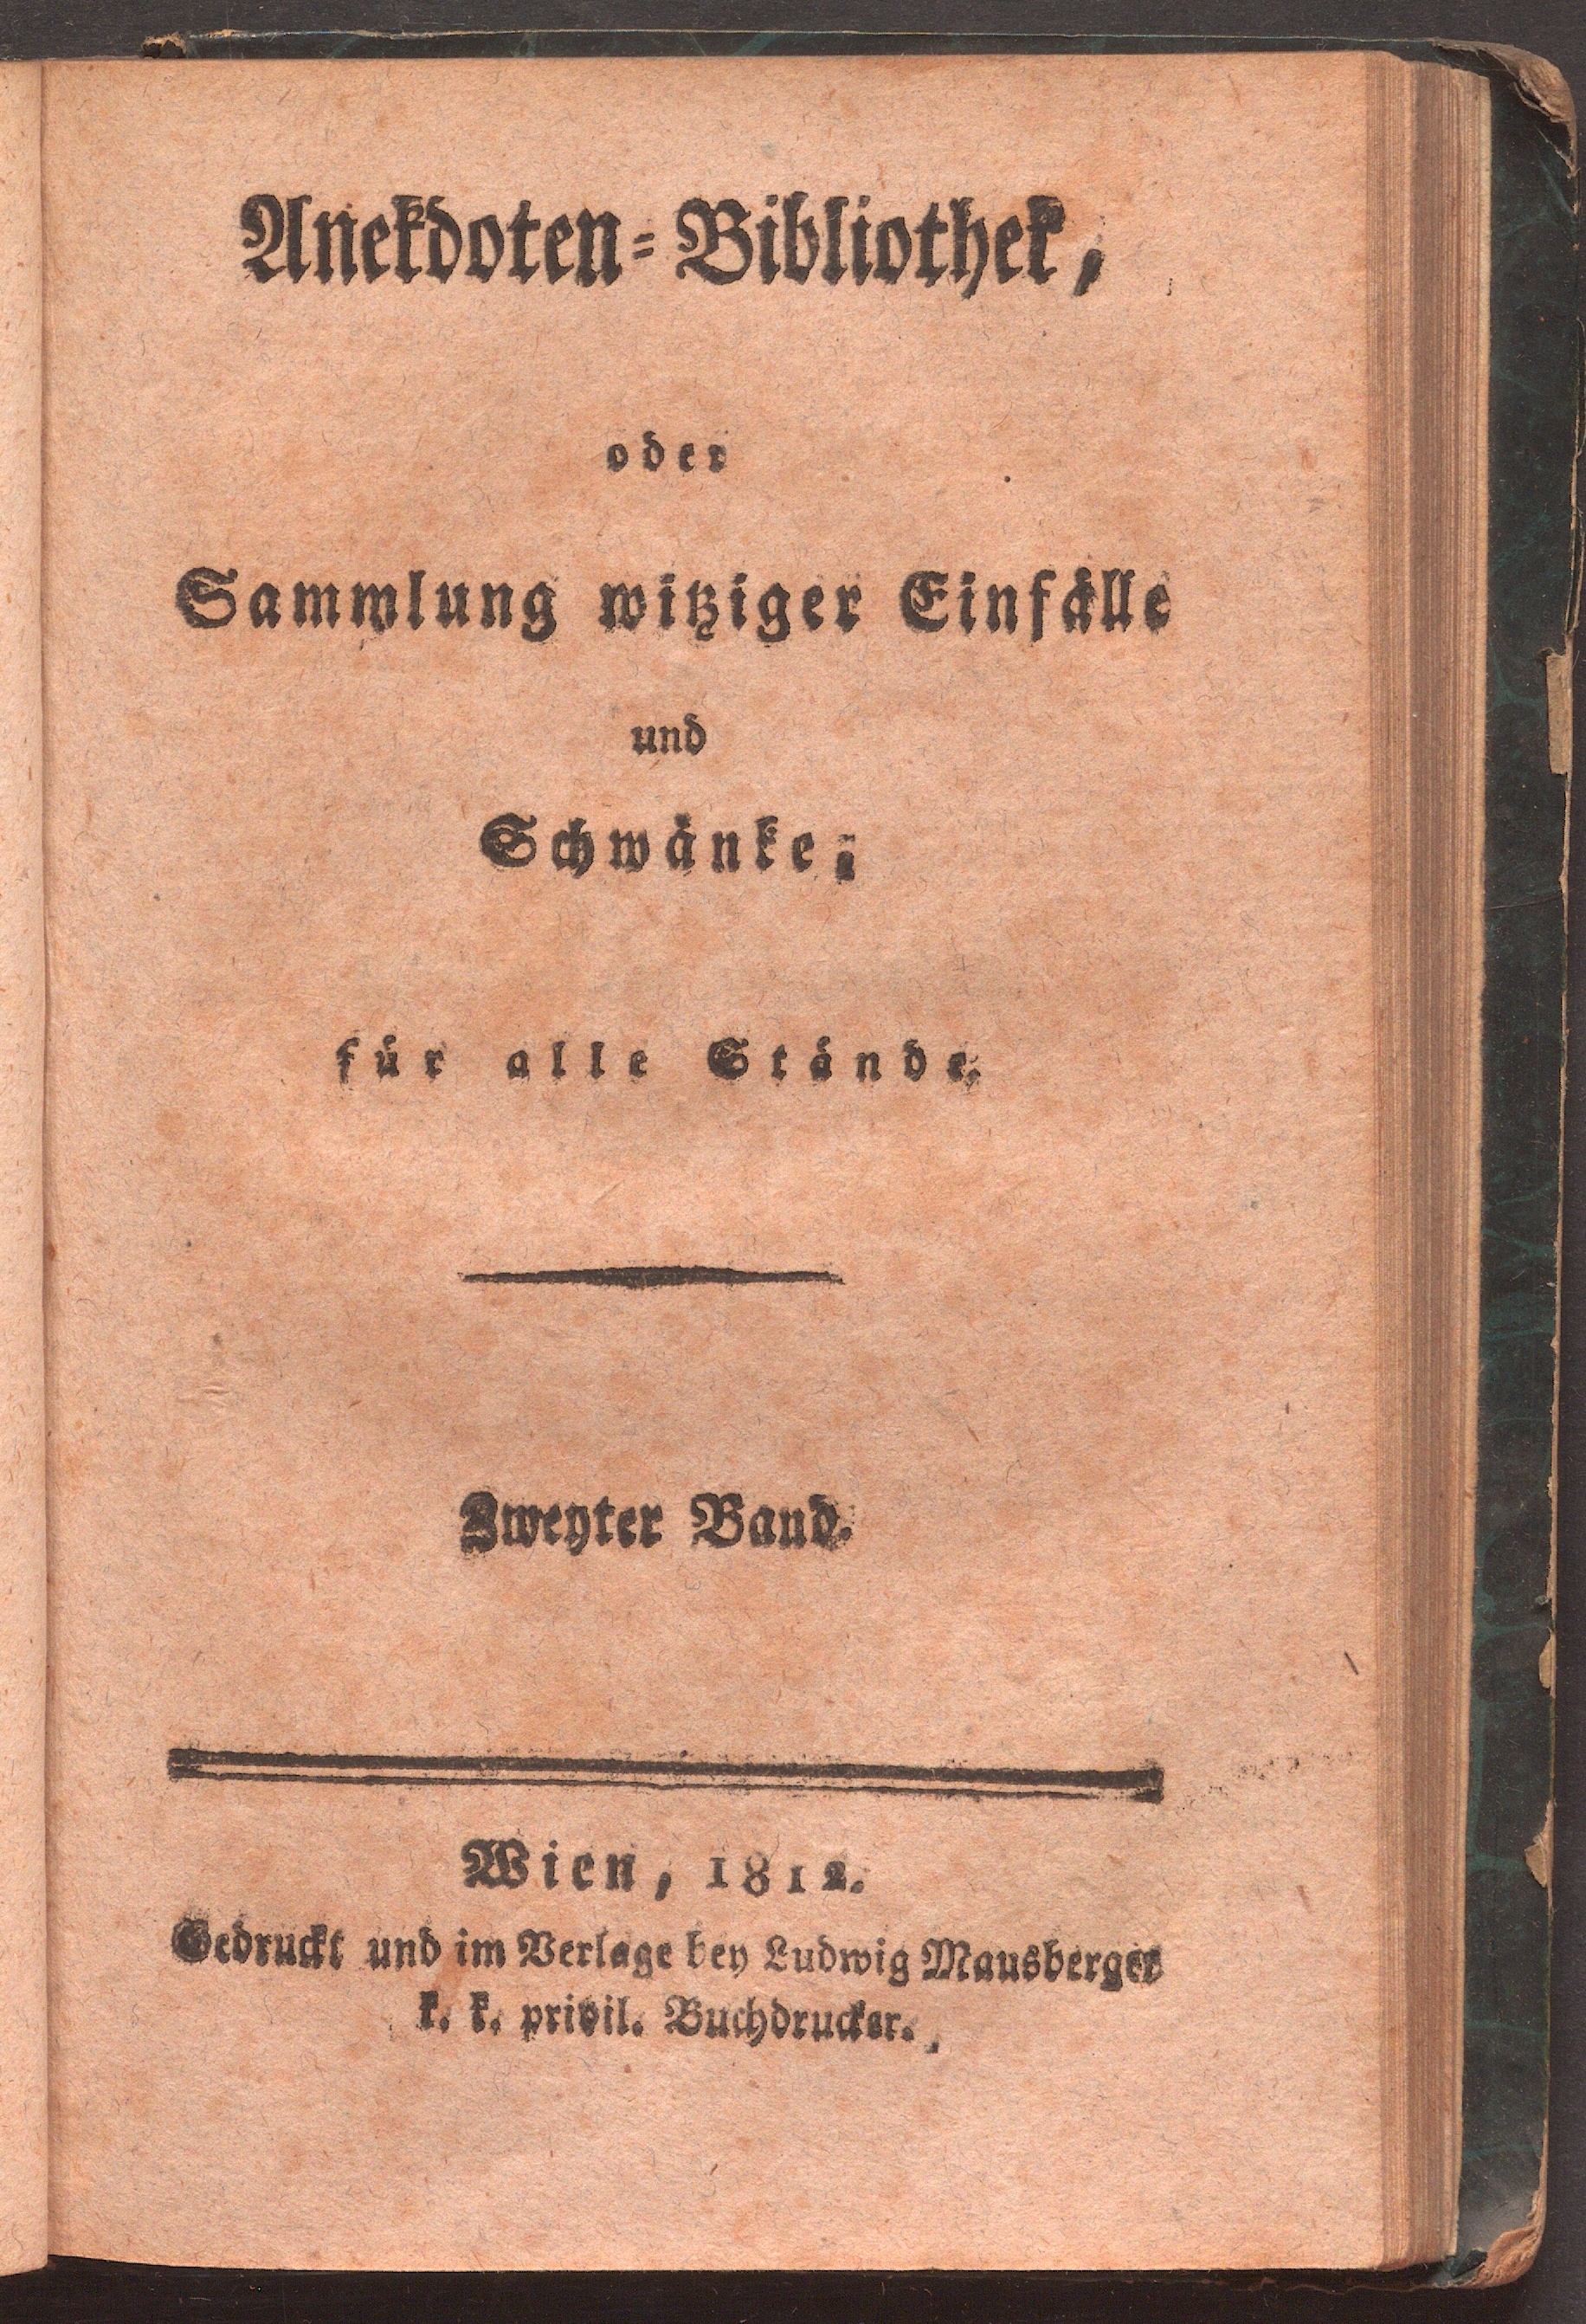 Anekdoten-Bibliothek,
oder
Sammlung witziger Einfälle
und
Schwänke,
für alle Stände.
Zweyter Band.
Wien, 1812.
Gedruckt und im Verlage bey Ludwig Mausberger
k. k. privil. Buchdrucker.